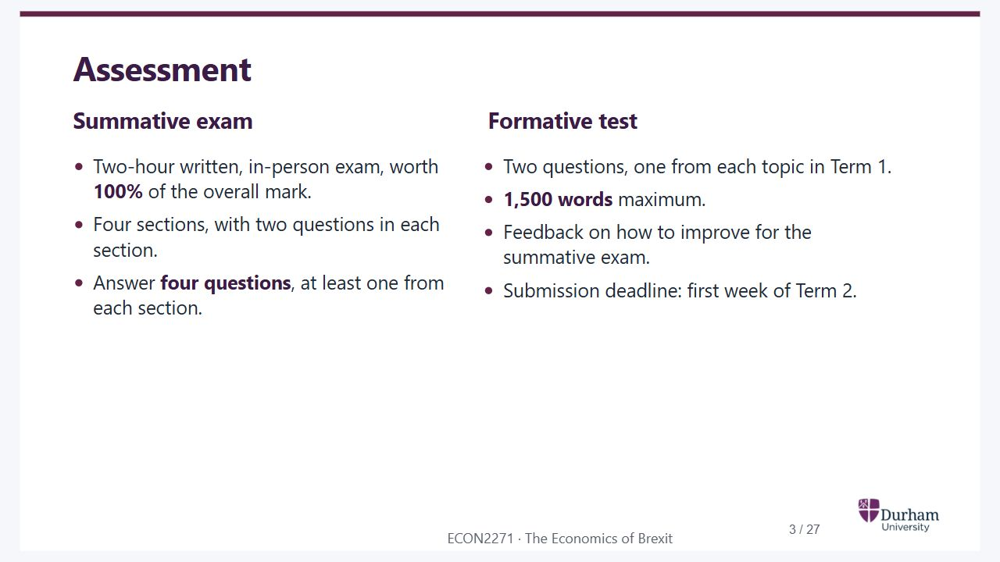 Assessment
Summative exam
• Two-hour written, in-person exam, worth
100% of the overall mark.
• Four sections, with two questions in each
section.
• Answer four questions, at least one from
each section.
Formative test
• Two questions, one from each topic in Term 1.
• 1,500 words maximum.
• Feedback on how to improve for the
summative exam.
• Submission deadline: first week of Term 2.
ECON2271 · The Economics of Brexit
3 / 27
Durham
University